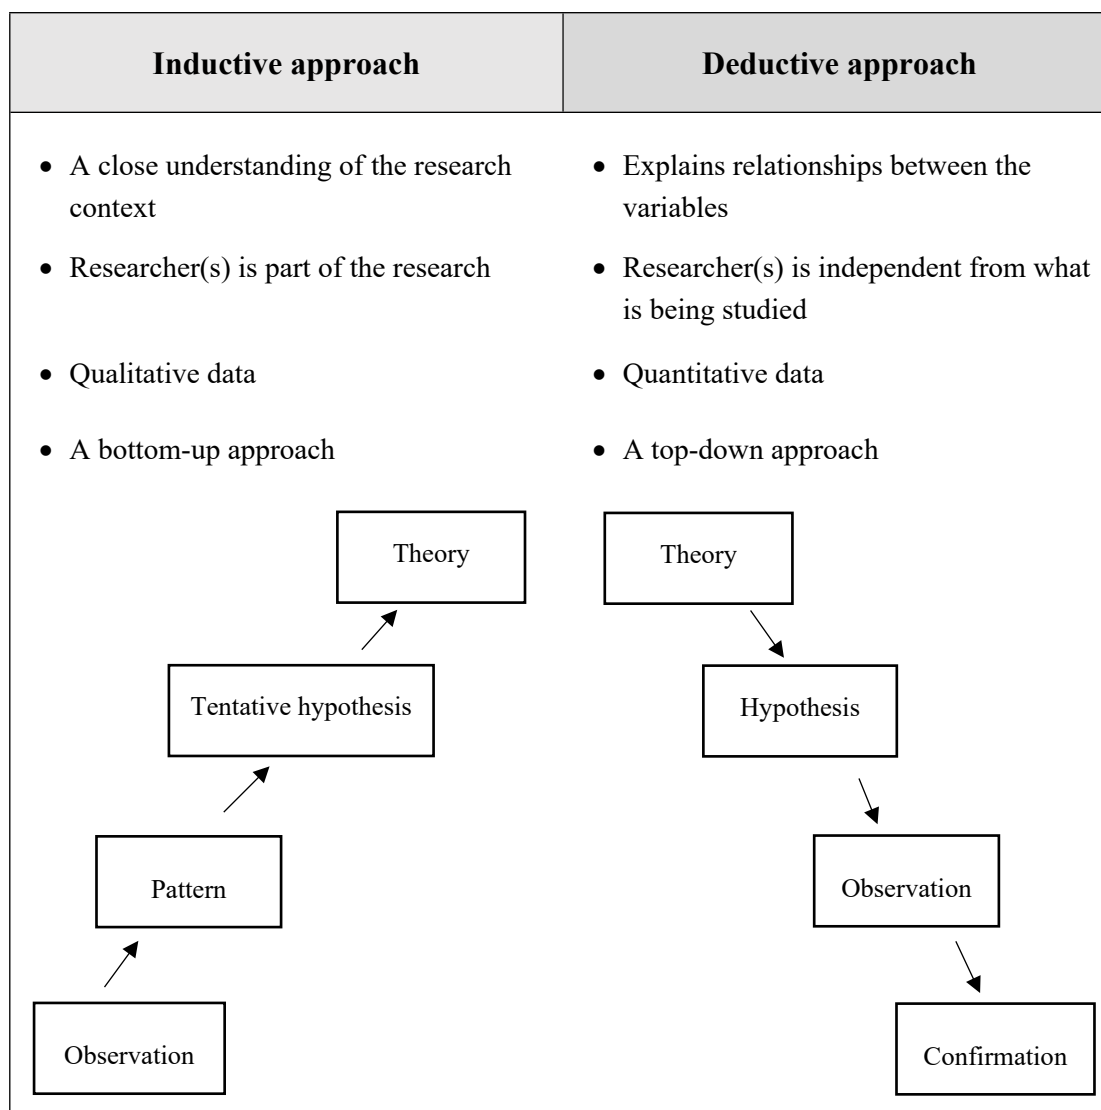 Inductive approach
Deductive approach
• A close understanding of the research
context
• Researcher(s) is part of the research
• Qualitative data
• A bottom-up approach
• Explains relationships between the
variables
• Researcher(s) is independent from what
is being studied
• Quantitative data
• A top-down approach
Theory
Tentative hypothesis
Pattern
Observation
Theory
Hypothesis
Observation
Confirmation